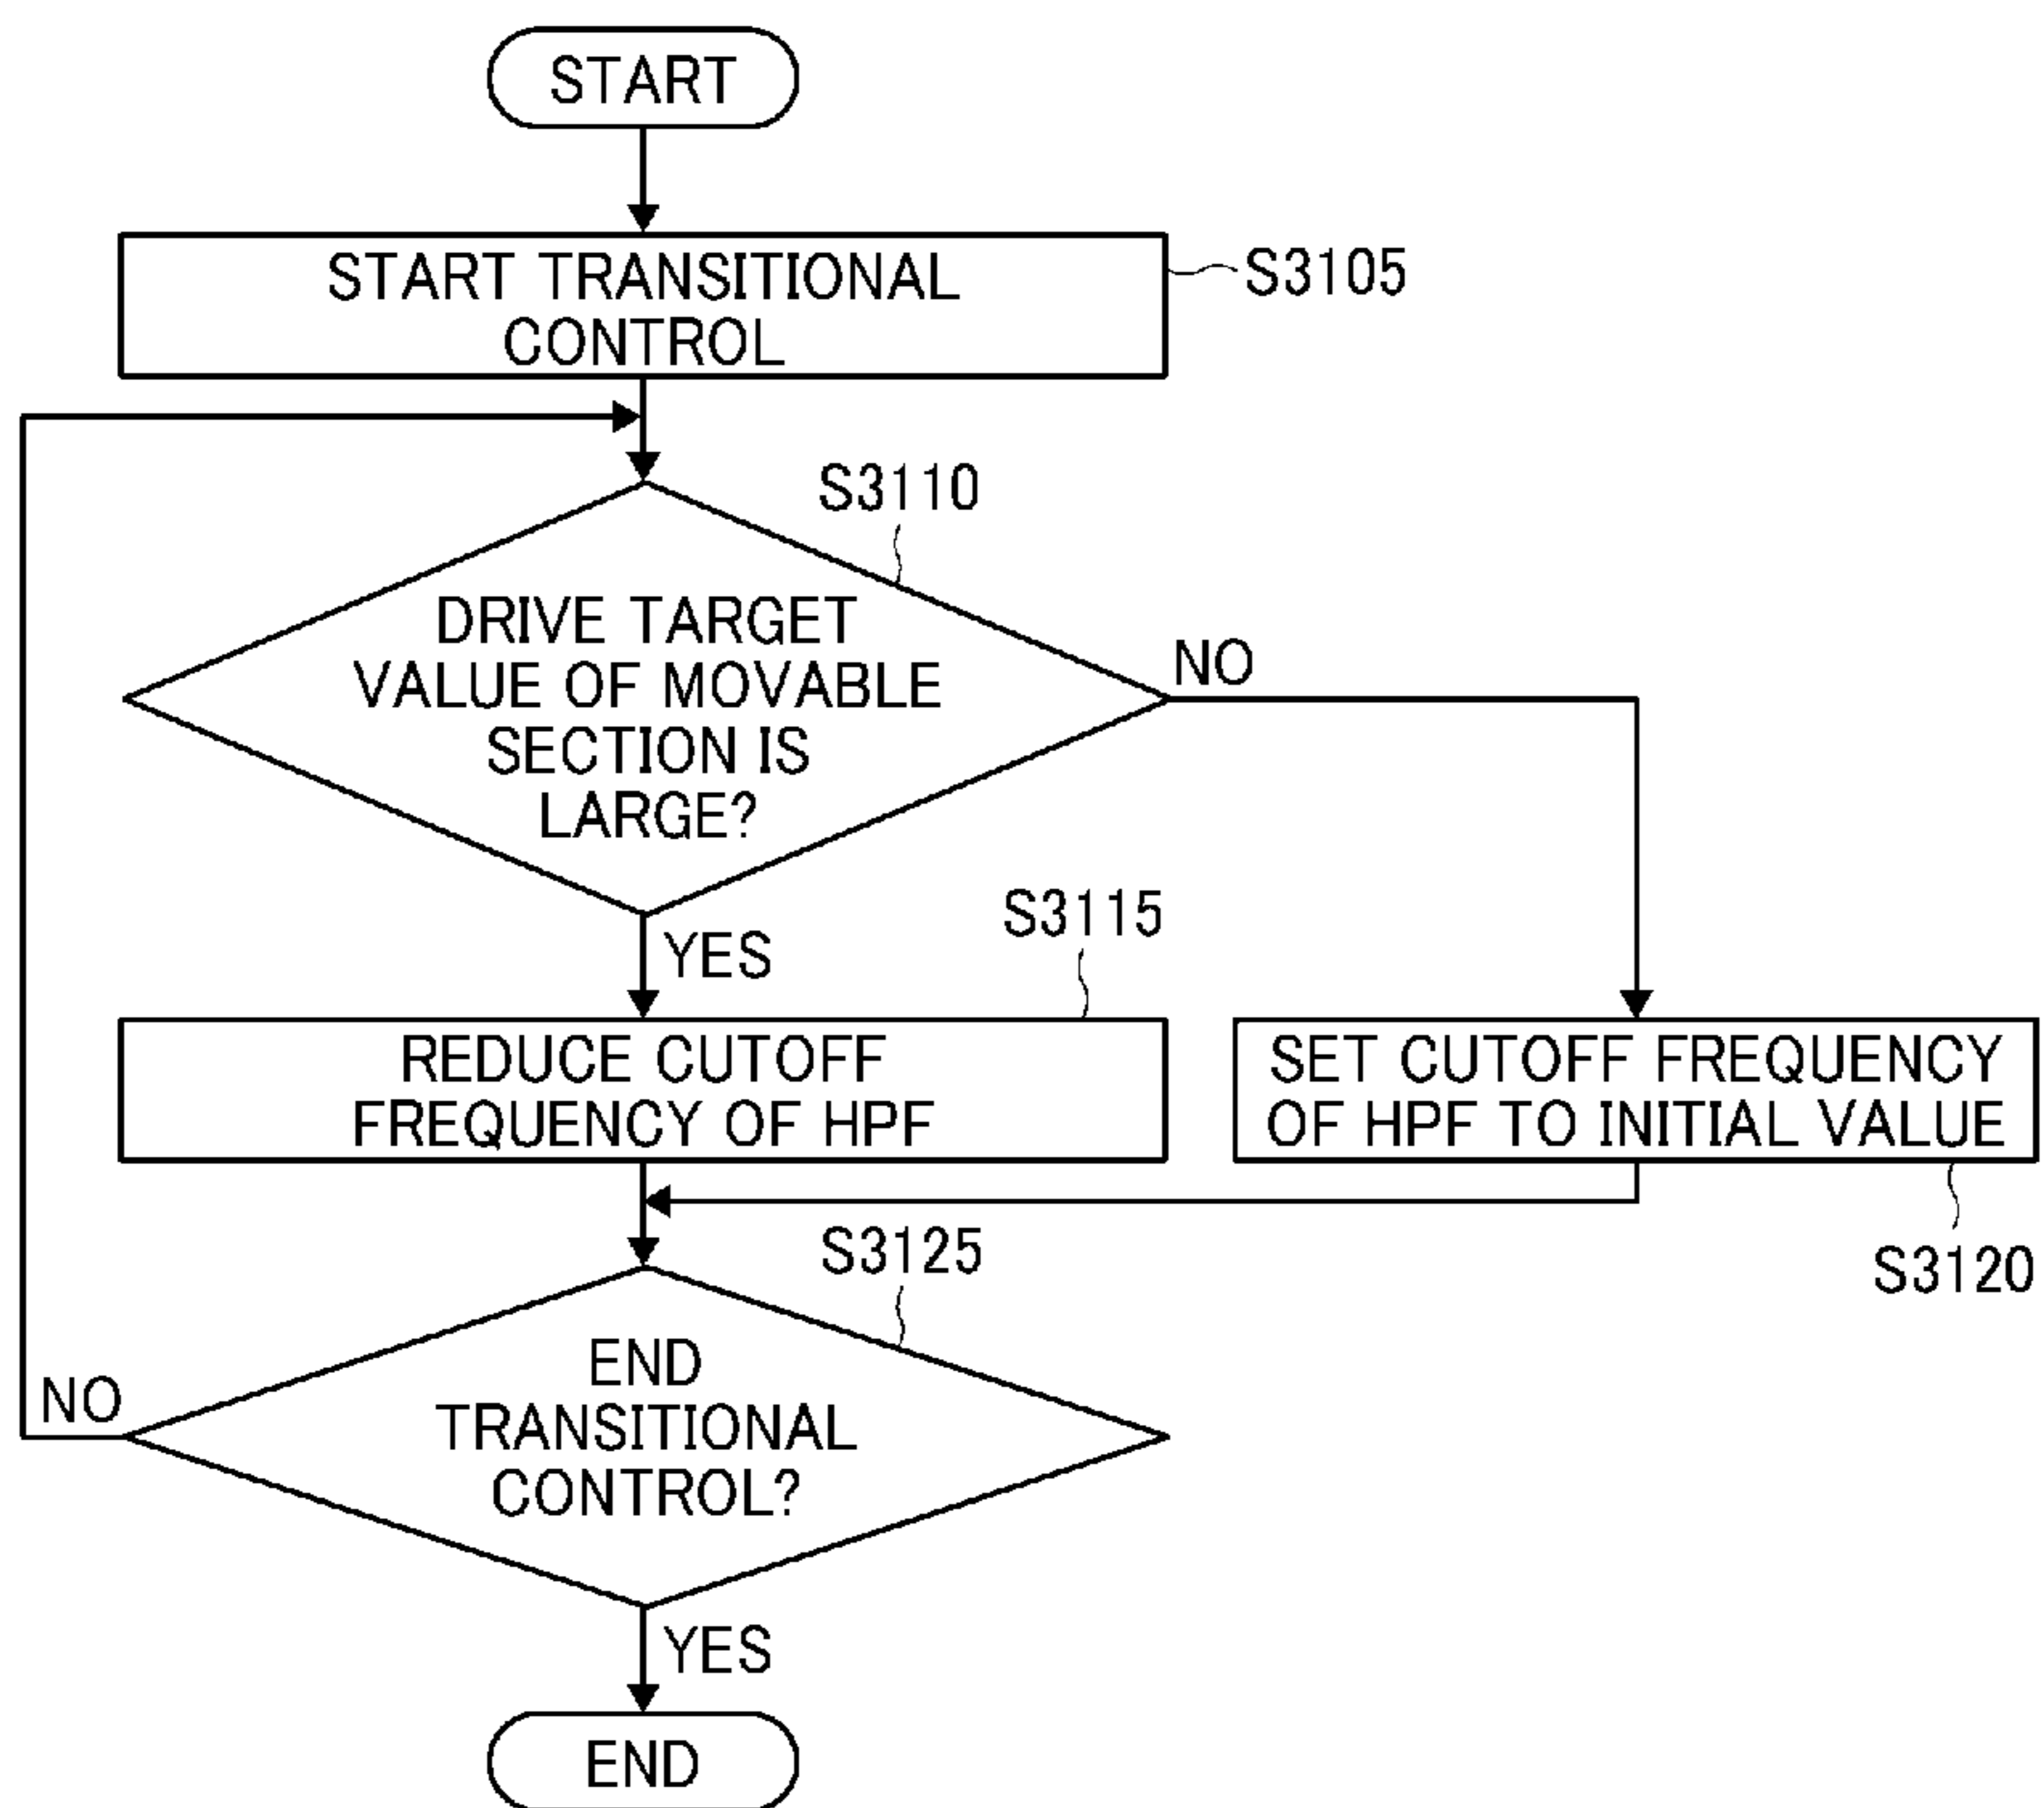 START
START TRANSITIONAL
CONTROL
S3105
S3110
DRIVE TARGET
VALUE OF MOVABLE
SECTION IS
LARGE?
NO
YES
S3115
REDUCE CUTOFF
FREQUENCY OF HPF
SET CUTOFF FREQUENCY
OF HPF TO INITIAL VALUE
S3120
S3125
END
TRANSITIONAL
CONTROL?
NO
YES
END